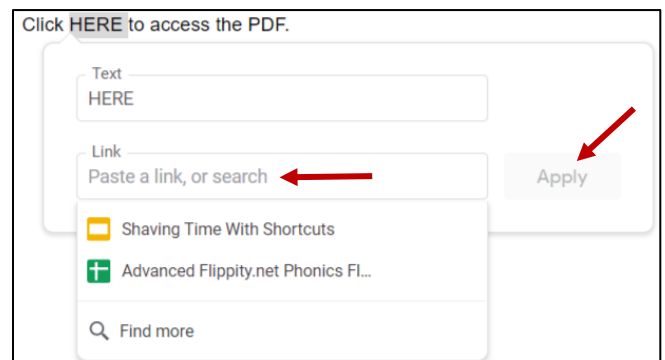 Click HERE to access the PDF.
Text
HERE
Link
Paste a link, or search
Apply
Shaving Time With Shortcuts
Advanced Flippity.net Phonics Fl...
Find more